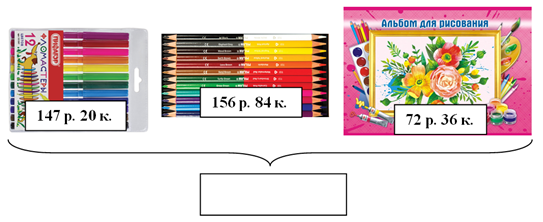 12
ФЛОМАСТЕРЫ
147 р. 20 к.
156 р. 84 к.
АЛЬБОМ ДЛЯ РИСОВАНИЯ
72 р. 36 к.